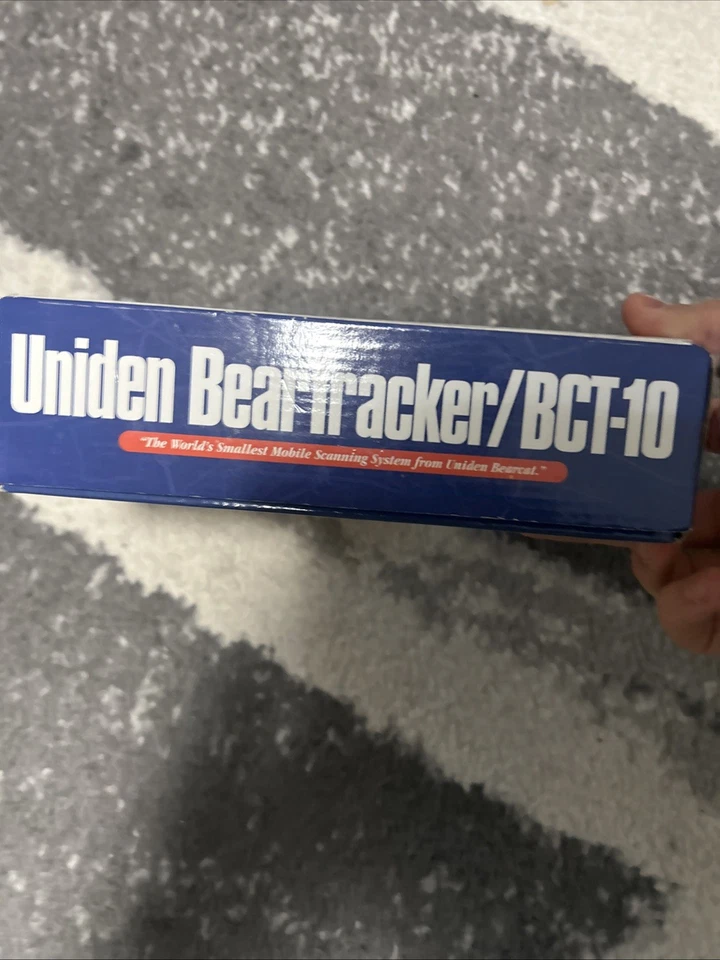 Uniden BearTracker/BCT-10
"The World's Smallest Mobile Scanning System from Uniden Bearcat."